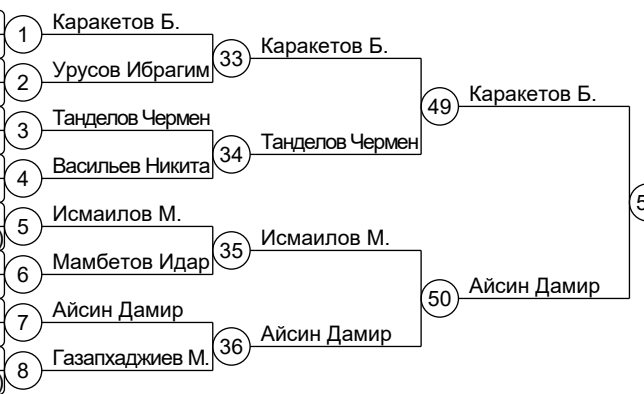 1 Каракетов Б.
33 Каракетов Б.
2 Урусов Ибрагим
49 Каракетов Б.
3 Танделов Чермен
34 Танделов Чермен
4 Васильев Никита
5 Исмаилов М.
35 Исмаилов М.
6 Мамбетов Идар
50 Айсин Дамир
7 Айсин Дамир
36 Айсин Дамир
8 Газапхаджиев М.